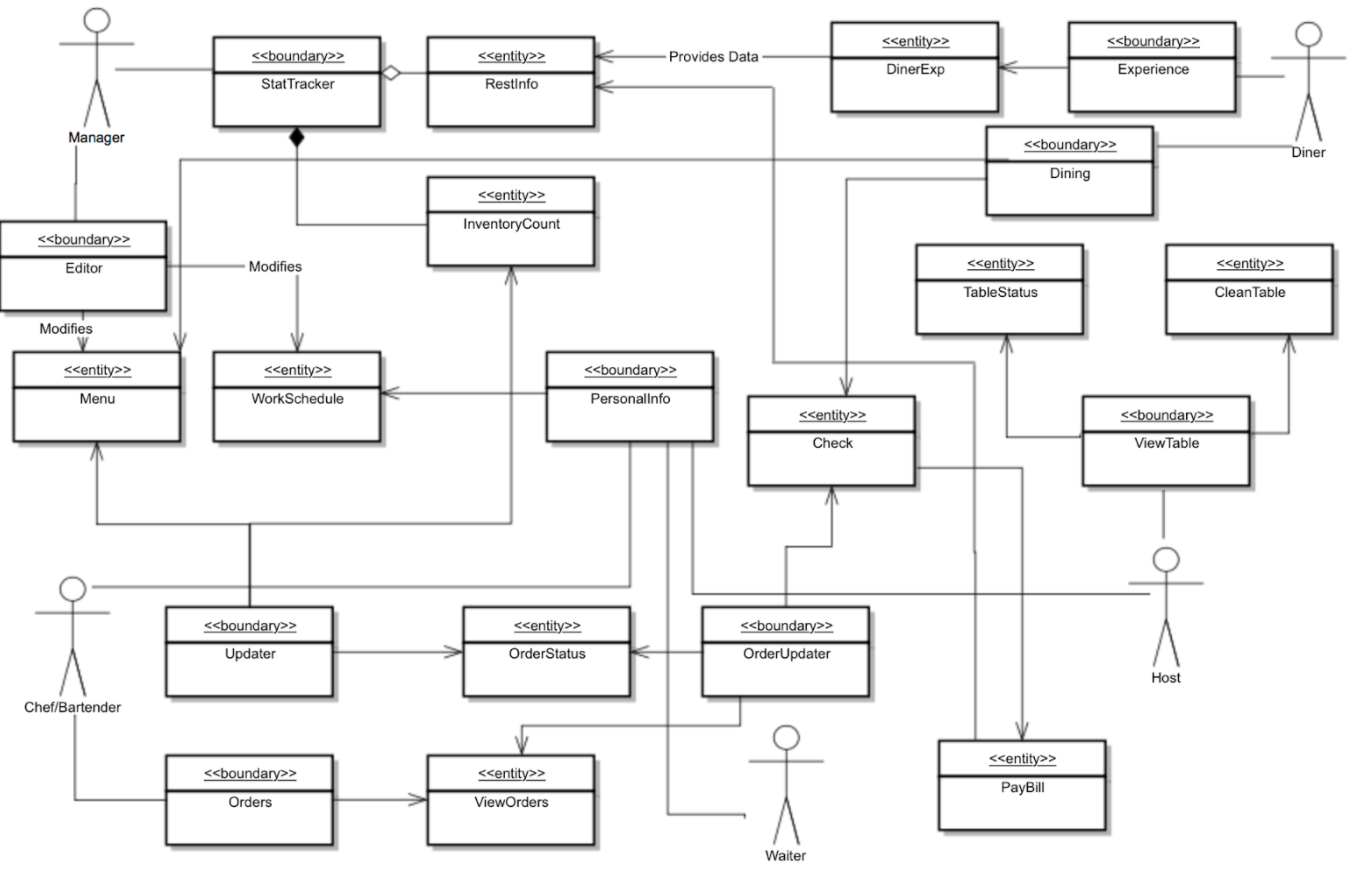 <<boundary>>
StatTracker
<<entity>>
RestInfo
Provides Data
<<entity>>
DinerExp
<<boundary>>
Experience
Manager
Diner
<<boundary>>
Dining
<<entity>>
InventoryCount
<<boundary>>
Editor
Modifies
<<entity>>
TableStatus
<<entity>>
CleanTable
Modifies
<<entity>>
Menu
<<entity>>
WorkSchedule
<<boundary>>
PersonalInfo
<<entity>>
Check
<<boundary>>
ViewTable
<<boundary>>
Updater
<<entity>>
OrderStatus
<<boundary>>
OrderUpdater
Host
Chef/Bartender
<<boundary>>
Orders
<<entity>>
ViewOrders
<<entity>>
PayBill
Waiter